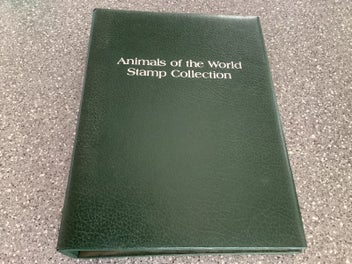 Animals of the World
Stamp Collection